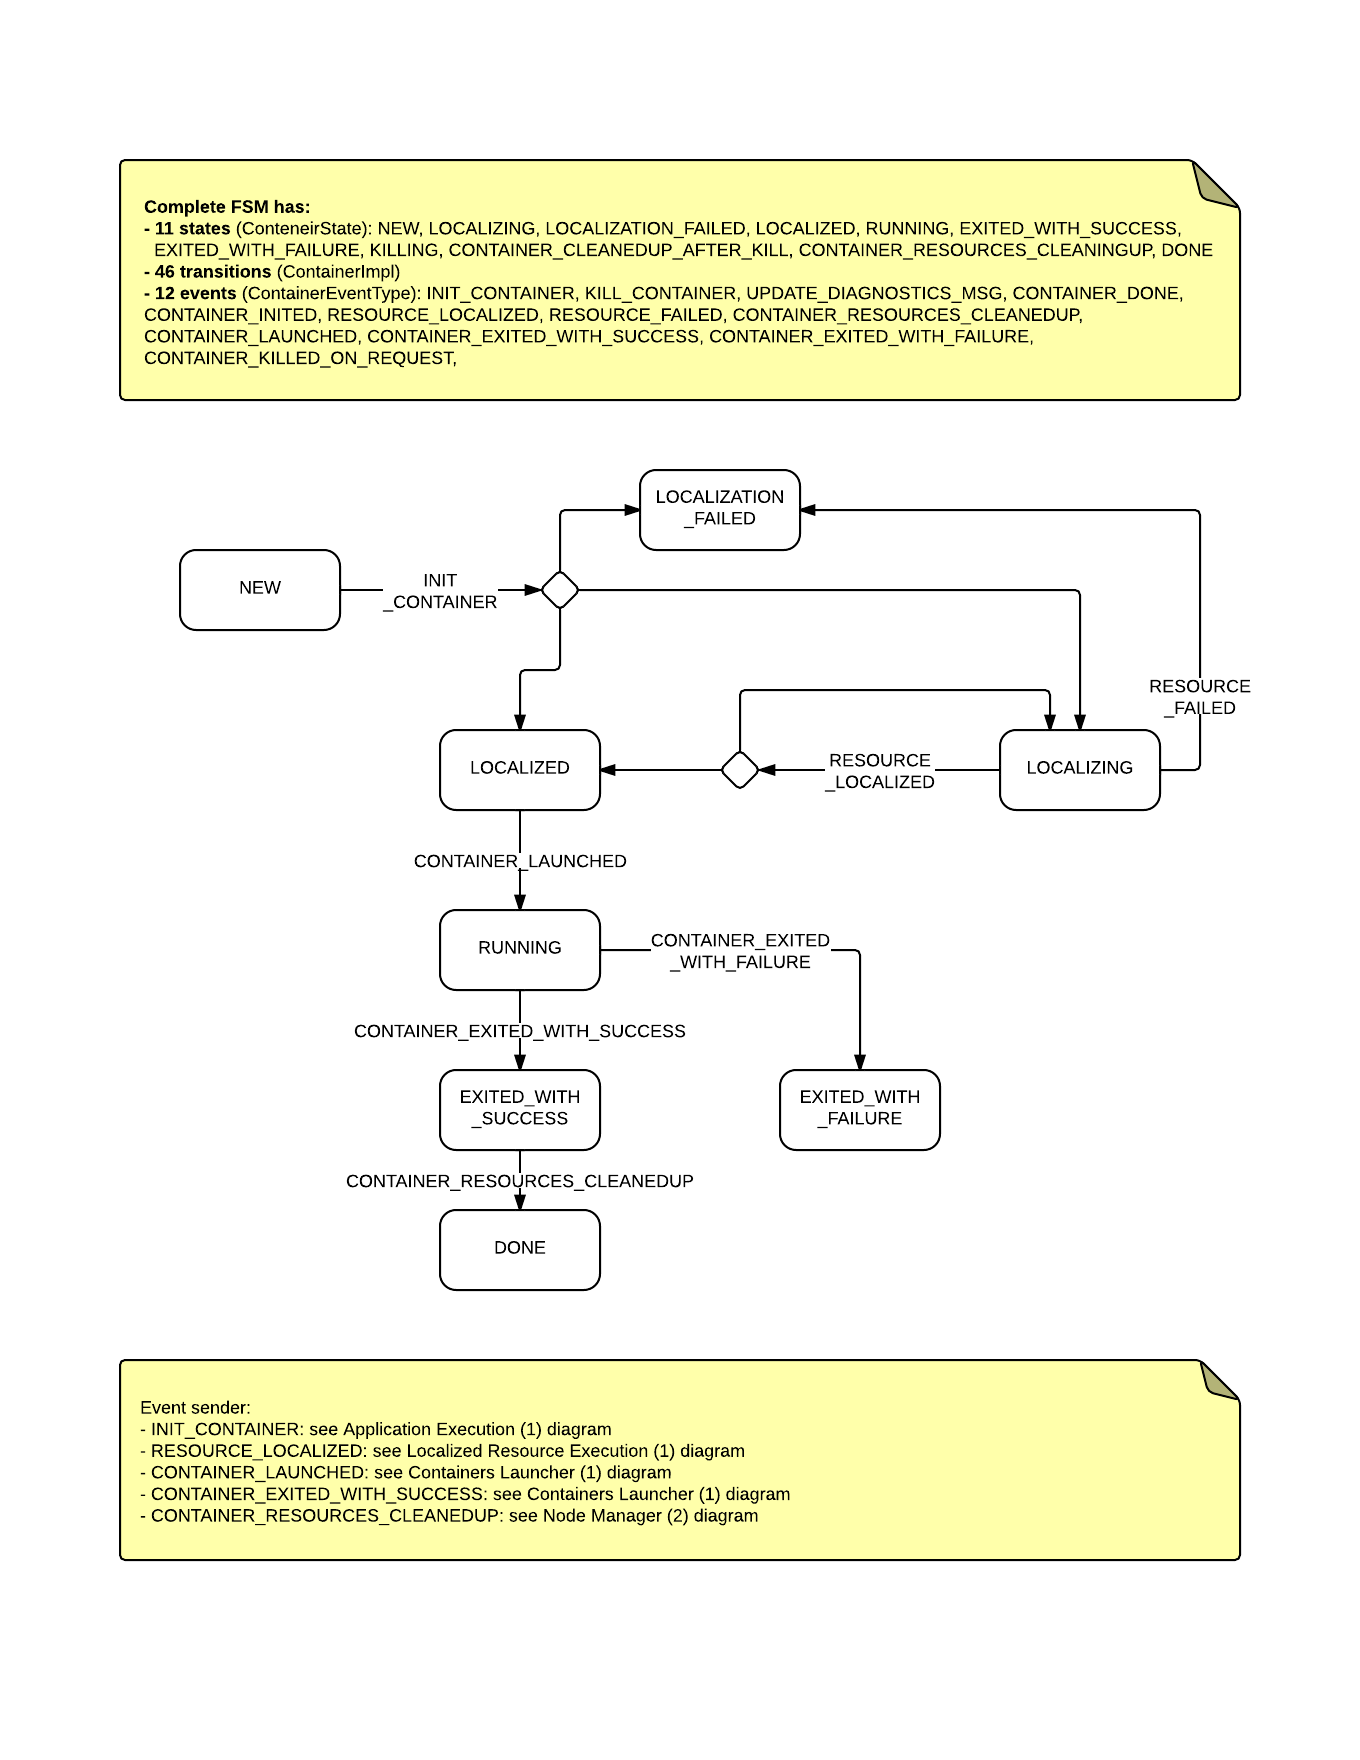 Complete FSM has:
- 11 states (ConteneirState): NEW, LOCALIZING, LOCALIZATION_FAILED, LOCALIZED, RUNNING, EXITED_WITH_SUCCESS,
EXITED_WITH_FAILURE, KILLING, CONTAINER_CLEANEDUP_AFTER_KILL, CONTAINER_RESOURCES_CLEANINGUP, DONE
- 46 transitions (ContainerImpl)
- 12 events (ContainerEventType): INIT_CONTAINER, KILL_CONTAINER, UPDATE_DIAGNOSTICS_MSG, CONTAINER_DONE,
CONTAINER_INITED, RESOURCE_LOCALIZED, RESOURCE_FAILED, CONTAINER_RESOURCES_CLEANEDUP,
CONTAINER_LAUNCHED, CONTAINER_EXITED_WITH_SUCCESS, CONTAINER_EXITED_WITH_FAILURE,
CONTAINER_KILLED_ON_REQUEST,
LOCALIZATION
_FAILED
NEW
INIT
_CONTAINER
RESOURCE
_FAILED
LOCALIZED
RESOURCE
_LOCALIZED
LOCALIZING
CONTAINER_LAUNCHED
RUNNING
CONTAINER_EXITED
_WITH_FAILURE
CONTAINER_EXITED_WITH_SUCCESS
EXITED_WITH
_SUCCESS
EXITED_WITH
_FAILURE
CONTAINER_RESOURCES_CLEANEDUP
DONE
Event sender:
- INIT_CONTAINER: see Application Execution (1) diagram
- RESOURCE_LOCALIZED: see Localized Resource Execution (1) diagram
- CONTAINER_LAUNCHED: see Containers Launcher (1) diagram
- CONTAINER_EXITED_WITH_SUCCESS: see Containers Launcher (1) diagram
- CONTAINER_RESOURCES_CLEANEDUP: see Node Manager (2) diagram